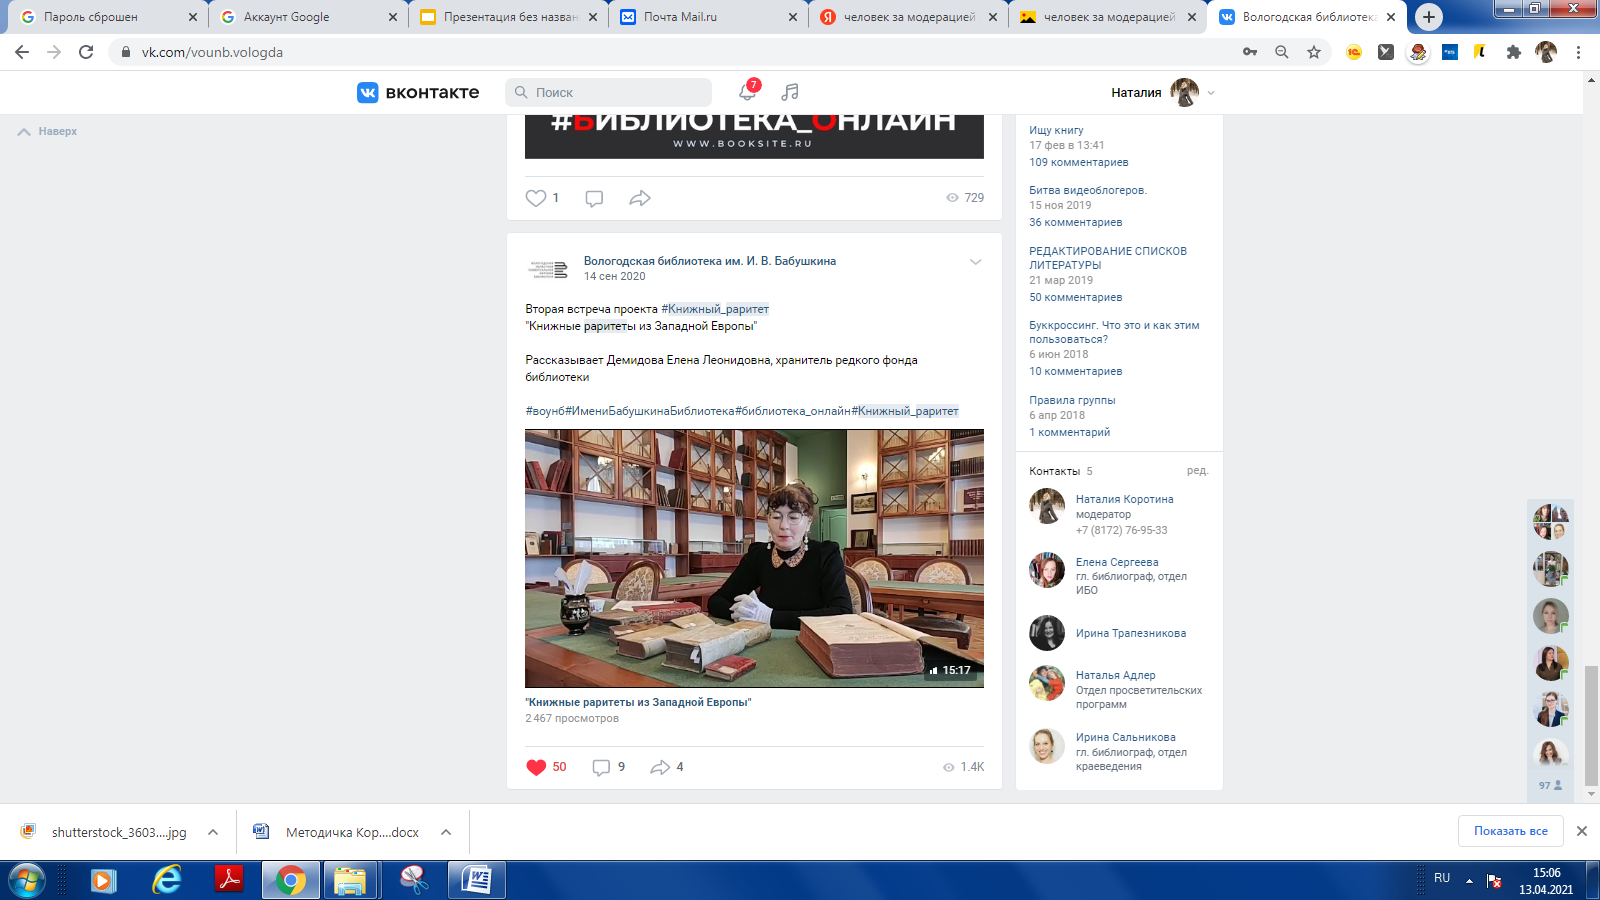 Пароль сброшен
Аккаунт Google
Презентация без назван
Почта Mail.ru
человек за модерацией
человек за модерацией
Вологодская библиотека
vk.com/vounb.vologda
вконтакте
Поиск
7
Наталия
Наверх
#БИБЛИОТЕКА_ОНЛАЙН
WWW.BOOKSITE.RU
1
729
Вологодская библиотека им. И. В. Бабушкина
14 сен 2020
Вторая встреча проекта #Книжный_раритет
"Книжные раритеты из Западной Европы"
Рассказывает Демидова Елена Леонидовна, хранитель редкого фонда
библиотеки
#воунб#ИмениБабушкинаБиблиотека#библиотека_онлайн#Книжный_раритет
15:17
"Книжные раритеты из Западной Европы"
2 467 просмотров
50
9
4
1.4K
Ищу книгу
17 фев в 13:41
109 комментариев
Битва видеоблогеров.
15 ноя 2019
36 комментариев
РЕДАКТИРОВАНИЕ СПИСКОВ
ЛИТЕРАТУРЫ
21 мар 2019
50 комментариев
Буккроссинг. Что это и как этим
пользоваться?
6 июн 2018
10 комментариев
Правила группы
6 апр 2018
1 комментарий
Контакты 5
ред.
Наталия Коротина
модератор
+7 (8172) 76-95-33
Елена Сергеева
гл. библиограф, отдел
ИБО
Ирина Трапезникова
Наталья Адлер
Отдел просветительских
программ
Ирина Сальникова
гл. библиограф, отдел
краеведения
97
shutterstock_3603....jpg
Методичка Кор....docx
Показать все
RU
15:06
13.04.2021